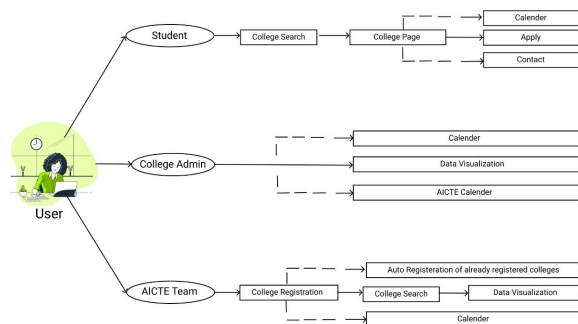 Calender
Student
College Search
College Page
Apply
Contact
Calender
College Admin
Data Visualization
AICTE Calender
User
Auto Registeration of already registered colleges
AICTE Team
College Registration
College Search
Data Visualization
Calender